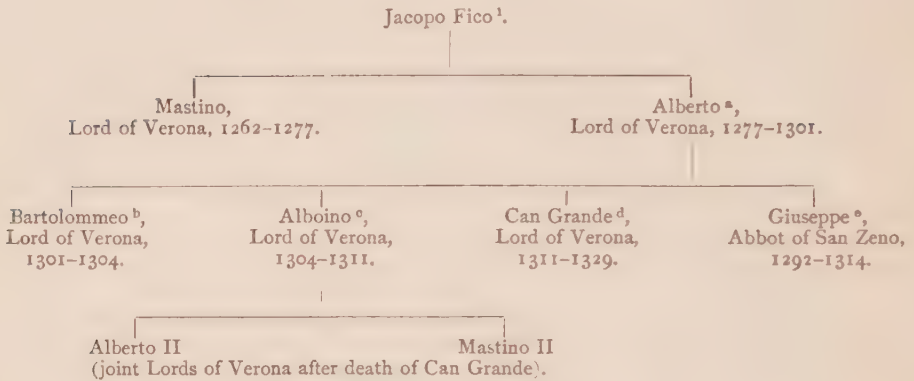 Jacopo Fico ¹.
Mastino,
Lord of Verona, 1262–1277.
Alberto ᵃ,
Lord of Verona, 1277–1301.
Bartolommeo ᵇ,
Lord of Verona,
1301–1304.
Alboino ᶜ,
Lord of Verona,
1304–1311.
Can Grande ᵈ,
Lord of Verona,
1311–1329.
Giuseppe ᵉ,
Abbot of San Zeno,
1292–1314.
Alberto II Mastino II
(joint Lords of Verona after death of Can Grande).